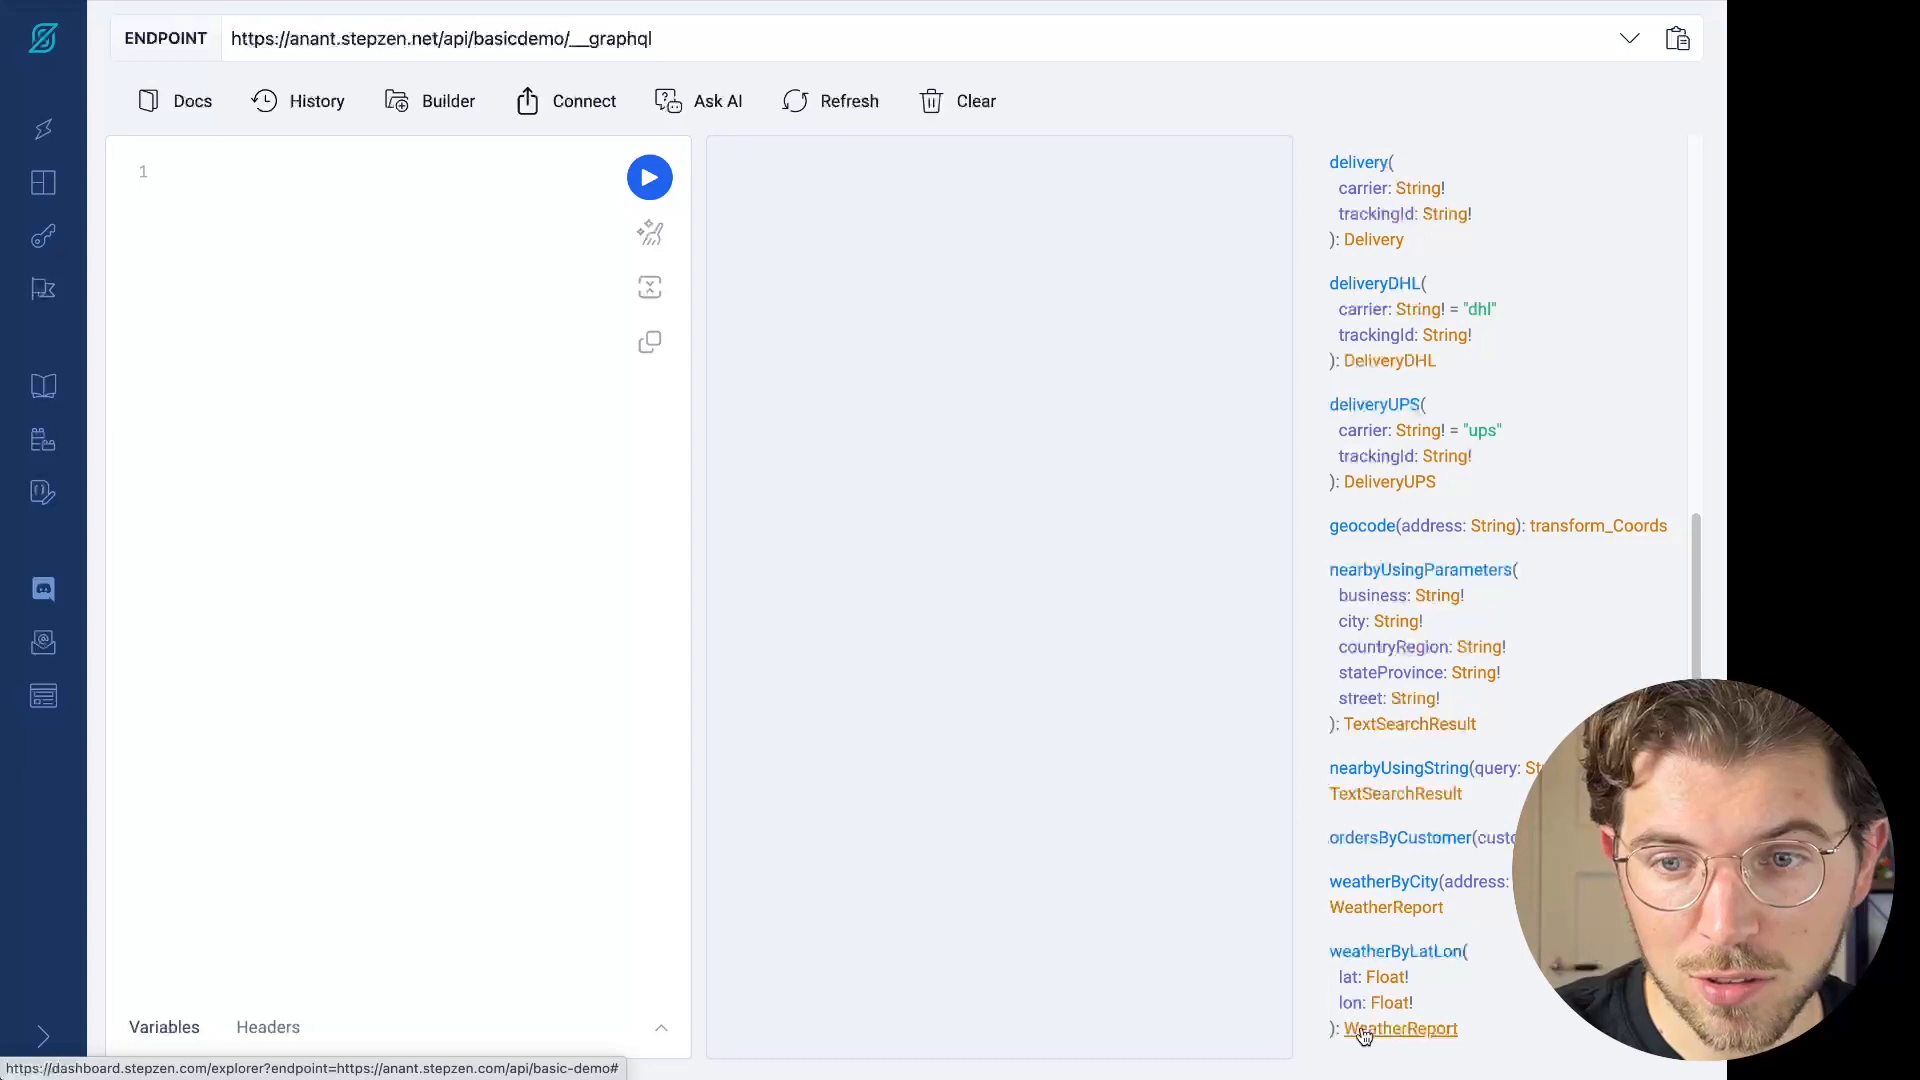 ENDPOINT https://anant.stepzen.net/api/basicdemo/__graphql
Docs History Builder Connect Ask AI Refresh Clear
1
delivery(
carrier: String!
trackingId: String!
): Delivery
deliveryDHL(
carrier: String! = "dhl"
trackingId: String!
): DeliveryDHL
deliveryUPS(
carrier: String! = "ups"
trackingId: String!
): DeliveryUPS
geocode(address: String): transform_Coords
nearbyUsingParameters(
business: String!
city: String!
countryRegion: String!
stateProvince: String!
street: String!
): TextSearchResult
nearbyUsingString(query:
TextSearchResult
ordersByCustomer(
weatherByCity(address:
WeatherReport
weatherByLatLon(
lat: Float!
lon: Float!
): WeatherReport
Variables Headers
https://dashboard.stepzen.com/explorer?endpoint=https://anant.stepzen.com/api/basic-demo#